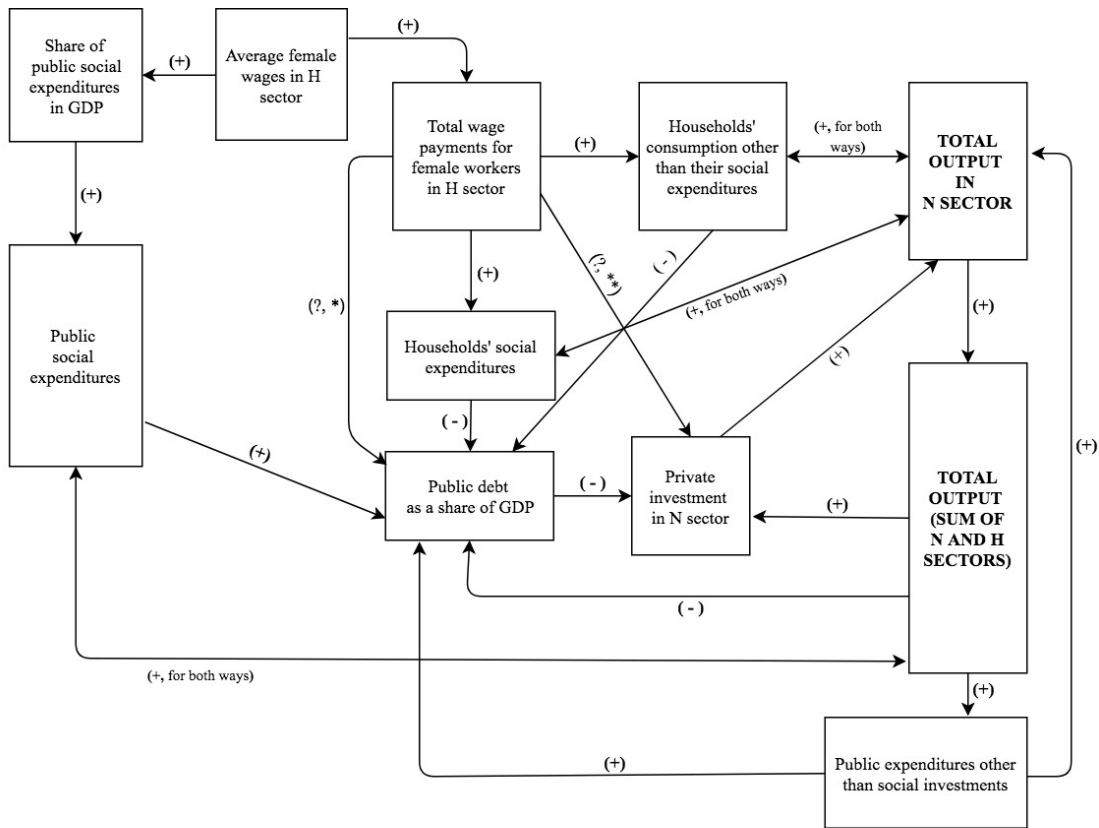 Share of
public social
expenditures
in GDP
(+)
Average female
wages in H
sector
(+)
Total wage
payments for
female workers
in H sector
(+)
Households'
consumption other
than their social
expenditures
(+, for both
ways)
TOTAL
OUTPUT
IN
N SECTOR
(+)
Public
social
expenditures
(?, *)
(+)
(?, **)
(-)
(+, for both ways)
(+)
(+)
Households' social
expenditures
(-)
(+)
Public debt
as a share of GDP
(-)
Private
investment
in N sector
(+)
TOTAL
OUTPUT
(SUM OF
N AND H
SECTORS)
(+)
(-)
(+, for both ways)
(+)
(+)
Public expenditures other
than social investments